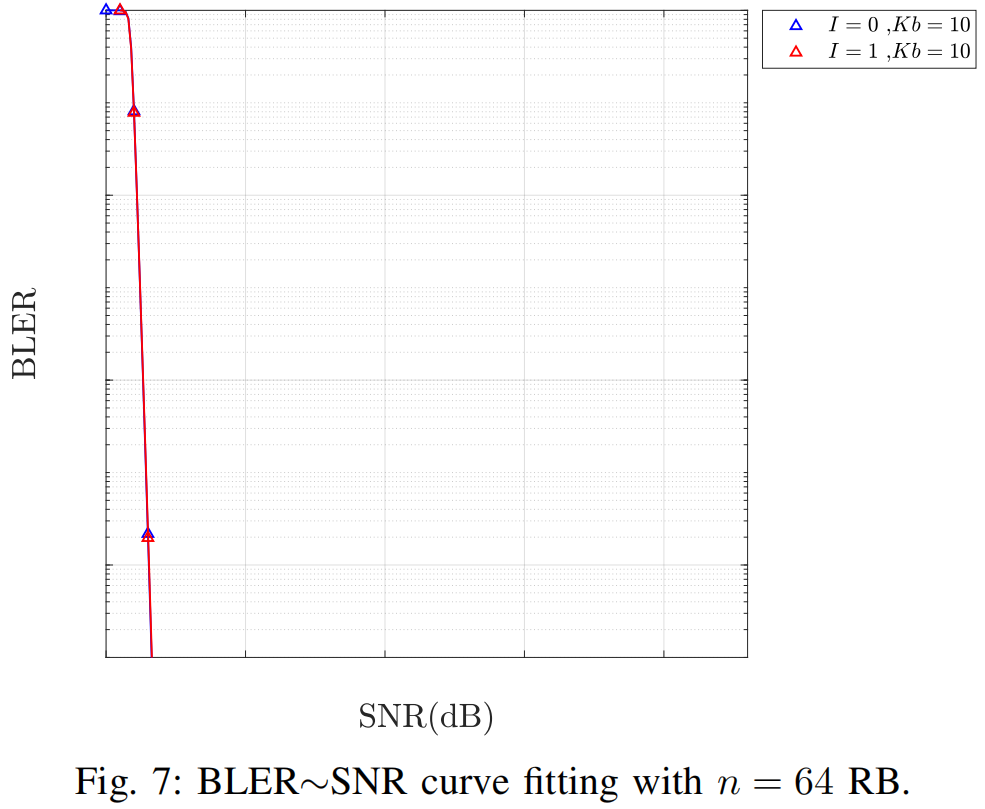 I = 0 ,Kb = 10
I = 1 ,Kb = 10
BLER
SNR(dB)
Fig. 7: BLER∼SNR curve fitting with n = 64 RB.